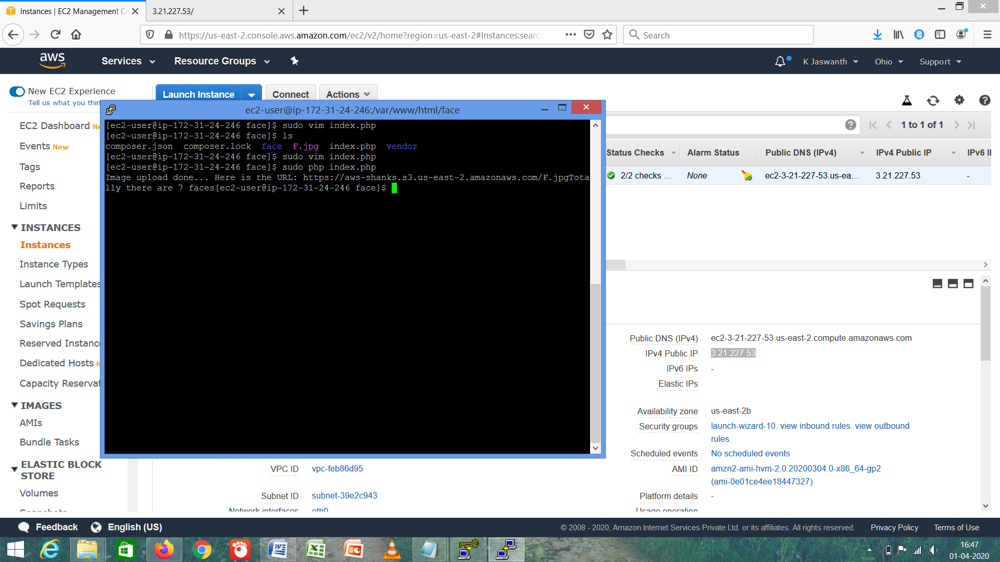 Instances | EC2 Management Co
3.21.227.53/
https://us-east-2.console.aws.amazon.com/ec2/v2/home?region=us-east-2#Instances:search
Search
aws
Services
Resource Groups
K Jaswanth
Ohio
Support
New EC2 Experience
Tell us what you thin
Launch Instance
Connect
Actions
ec2-user@ip-172-31-24-246:/var/www/html/face
[ec2-user@ip-172-31-24-246 face]$ sudo vim index.php
[ec2-user@ip-172-31-24-246 face]$ ls
composer.json  composer.lock  face  F.jpg  index.php  vendor
[ec2-user@ip-172-31-24-246 face]$ sudo vim index.php
[ec2-user@ip-172-31-24-246 face]$ sudo php index.php
Image upload done... Here is the URL: https://aws-shanks.s3.us-east-2.amazonaws.com/F.jpgTota
lly there are 7 faces[ec2-user@ip-172-31-24-246 face]$
EC2 Dashboard Ne
Events New
Tags
Reports
Limits
INSTANCES
Instances
Instance Types
Launch Templates
Spot Requests
Savings Plans
Reserved Instanc
Dedicated Hosts N
Capacity Reservat
IMAGES
AMIs
Bundle Tasks
ELASTIC BLOCK
STORE
Volumes
Snapshots
1 to 1 of 1
Status Checks
Alarm Status
Public DNS (IPv4)
IPv4 Public IP
IPv6 I
2/2 checks ...
None
ec2-3-21-227-53.us-ea...
3.21.227.53
-
Public DNS (IPv4) ec2-3-21-227-53.us-east-2.compute.amazonaws.com
IPv4 Public IP 3.21.227.53
IPv6 IPs -
Elastic IPs
Availability zone us-east-2b
Security groups launch-wizard-10. view inbound rules. view outbound
rules
Scheduled events No scheduled events
VPC ID vpc-feb86d95
AMI ID amzn2-ami-hvm-2.0.20200304.0-x86_64-gp2
(ami-0e01ce4ee18447327)
Subnet ID subnet-39e2c943
Platform details -
Network interfaces eth0
Usage operation
Feedback
English (US)
© 2008 - 2020, Amazon Internet Services Private Ltd. or its affiliates. All rights reserved.
Privacy Policy
Terms of Use
16:47
01-04-2020